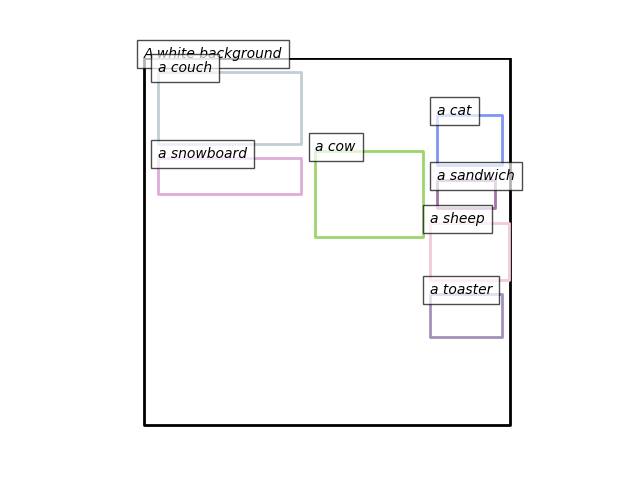 A white background
a couch
a cat
a cow
a snowboard
a sandwich
a sheep
a toaster